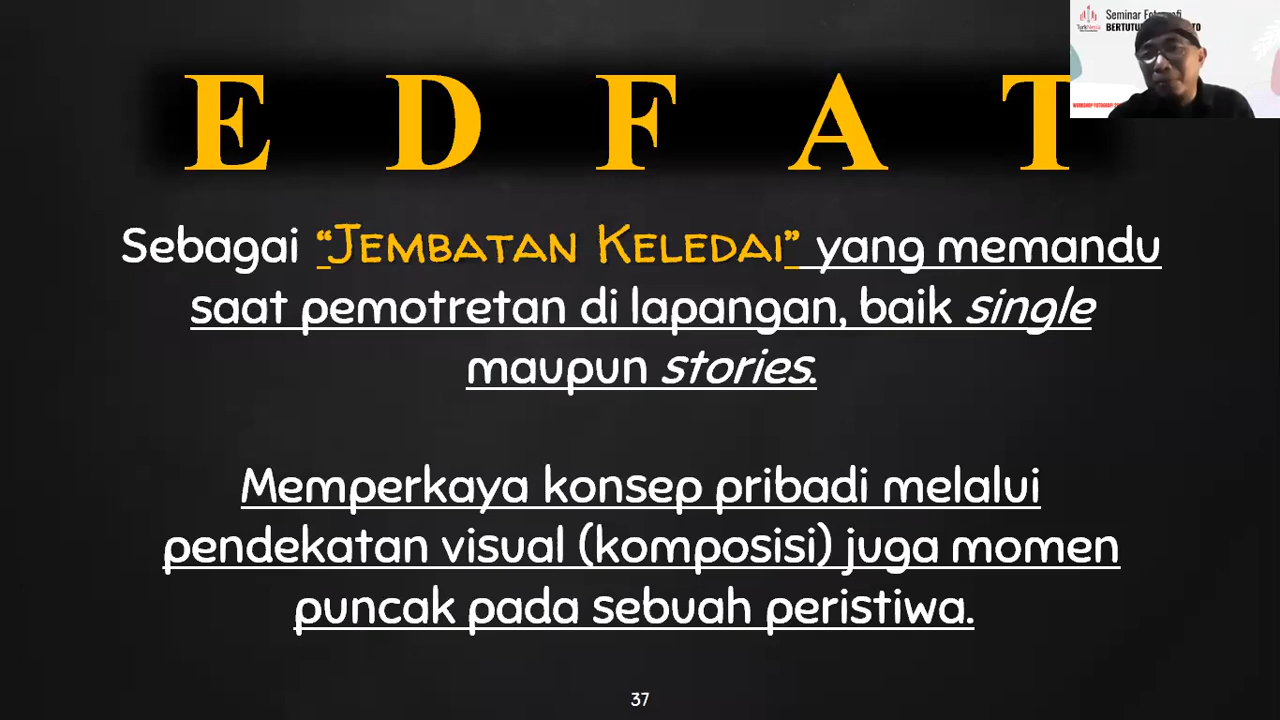 E D F A T
Sebagai “JEMBATAN KELEDAI” yang memandu
saat pemotretan di lapangan, baik single
maupun stories.
Memperkaya konsep pribadi melalui
pendekatan visual (komposisi) juga momen
puncak pada sebuah peristiwa.
37
Seminar